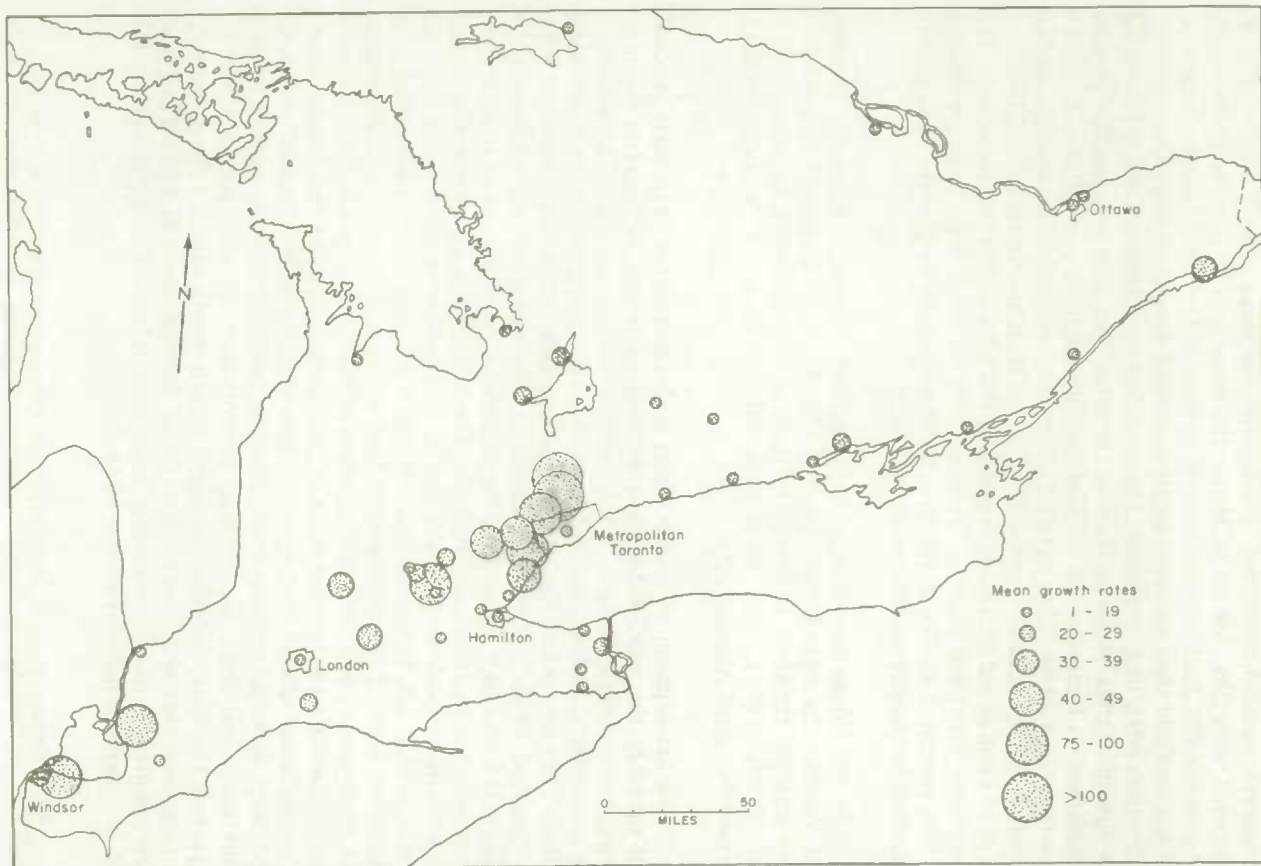 Ottawa
N
Metropolitan
Toronto
Hamilton
London
Windsor
Mean growth rates
1 - 19
20 - 29
30 - 39
40 - 49
75 - 100
>100
0 50
MILES